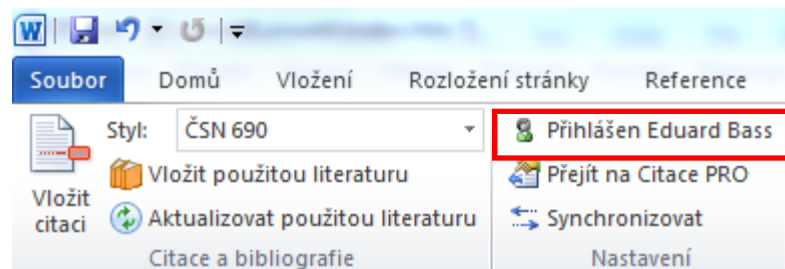 W
Soubor Domů Vložení Rozložení stránky Reference
Vložit citaci
Styl: ČSN 690
Vložit použitou literaturu
Aktualizovat použitou literaturu
Citace a bibliografie
Přihlášen Eduard Bass
Přejít na Citace PRO
Synchronizovat
Nastavení